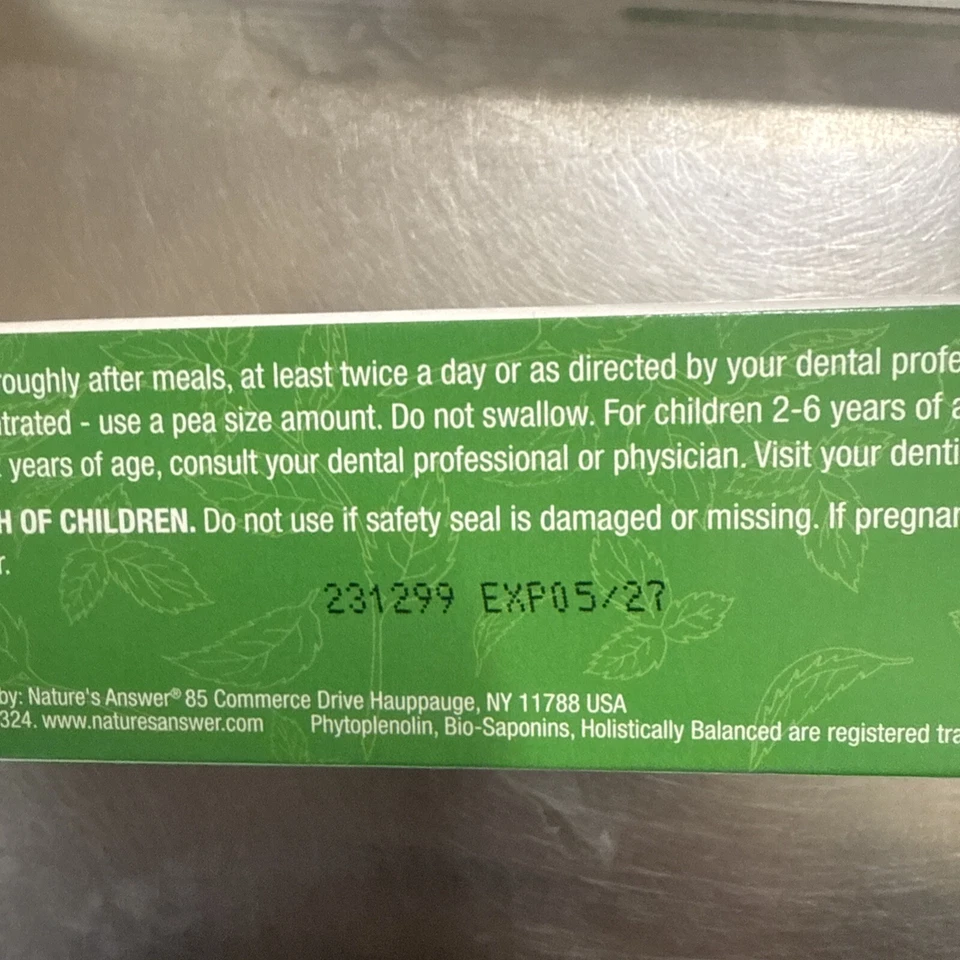 oughly after meals, at least twice a day or as directed by your dental profe
trated - use a pea size amount. Do not swallow. For children 2-6 years of a
years of age, consult your dental professional or physician. Visit your denti
H OF CHILDREN. Do not use if safety seal is damaged or missing. If pregnan
r.
231299 EXP05/27
by: Nature's Answer® 85 Commerce Drive Hauppauge, NY 11788 USA
324. www.naturesanswer.com Phytoplenolin, Bio-Saponins, Holistically Balanced are registered tra